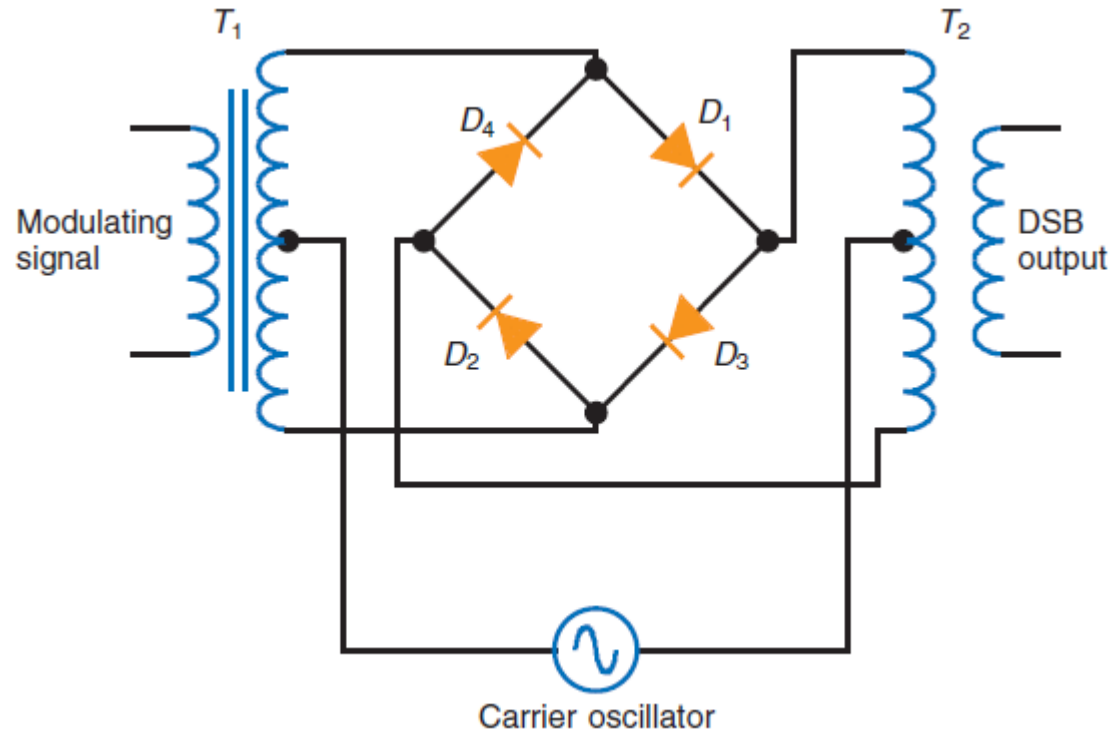 T1
T2
D4
D1
Modulating
signal
DSB
output
D2
D3
Carrier oscillator